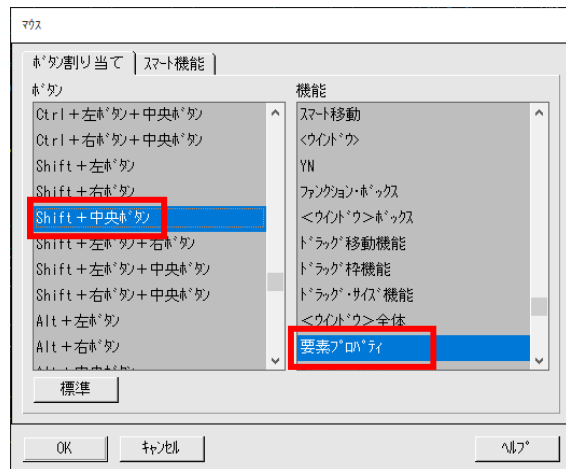 マウス
ﾎﾞﾀﾝ割り当て
ｽﾏｰﾄ機能
ﾎﾞﾀﾝ
機能
Ctrl＋左ﾎﾞﾀﾝ＋中央ﾎﾞﾀﾝ
Ctrl＋右ﾎﾞﾀﾝ＋中央ﾎﾞﾀﾝ
Shift＋左ﾎﾞﾀﾝ
Shift＋右ﾎﾞﾀﾝ
Shift＋中央ﾎﾞﾀﾝ
Shift＋左ﾎﾞﾀﾝ＋右ﾎﾞﾀﾝ
Shift＋左ﾎﾞﾀﾝ＋中央ﾎﾞﾀﾝ
Shift＋右ﾎﾞﾀﾝ＋中央ﾎﾞﾀﾝ
Alt＋左ﾎﾞﾀﾝ
Alt＋右ﾎﾞﾀﾝ
ｽﾏｰﾄ移動
<ｳｲﾝﾄﾞｳ>
YN
ﾌｧﾝｸｼｮﾝ･ﾎﾞｯｸｽ
＜ｳｲﾝﾄﾞｳ＞ﾎﾞｯｸｽ
ﾄﾞﾗｯｸﾞ移動機能
ﾄﾞﾗｯｸﾞ枠機能
ﾄﾞﾗｯｸﾞ･ｻｲｽﾞ機能
＜ｳｲﾝﾄﾞｳ＞全体
要素ﾌﾟﾛﾊﾟﾃｨ
標準
OK
ｷｬﾝｾﾙ
ﾍﾙﾌﾟ